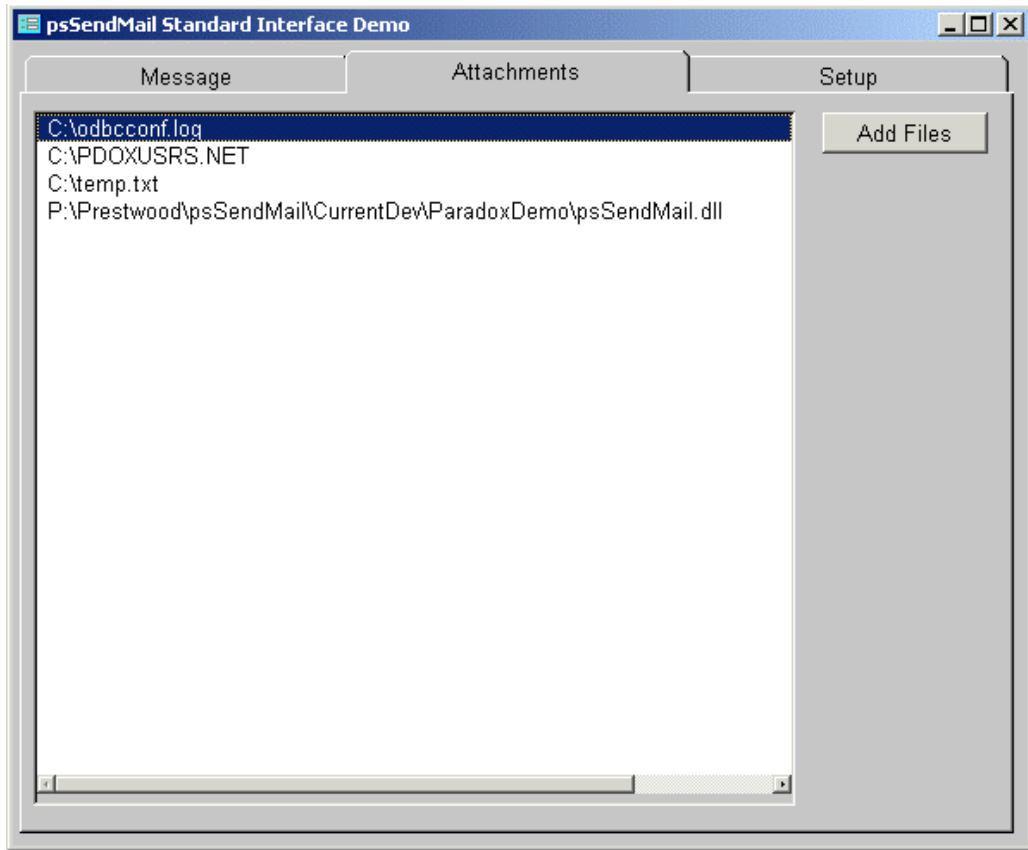 psSendMail Standard Interface Demo
Message Attachments Setup
C:\odbcconf.log
Add Files
C:\PDOXUSRS.NET
C:\temp.txt
P:\Prestwood\psSendMail\CurrentDev\ParadoxDemo\psSendMail.dll